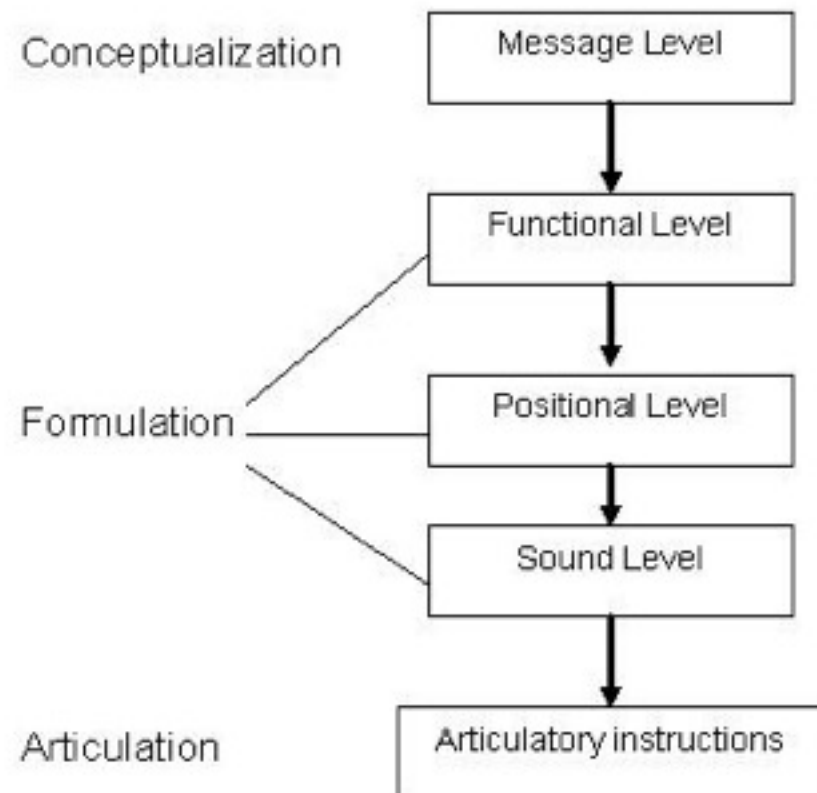 Conceptualization
Message Level
Functional Level
Formulation
Positional Level
Sound Level
Articulation
Articulatory instructions